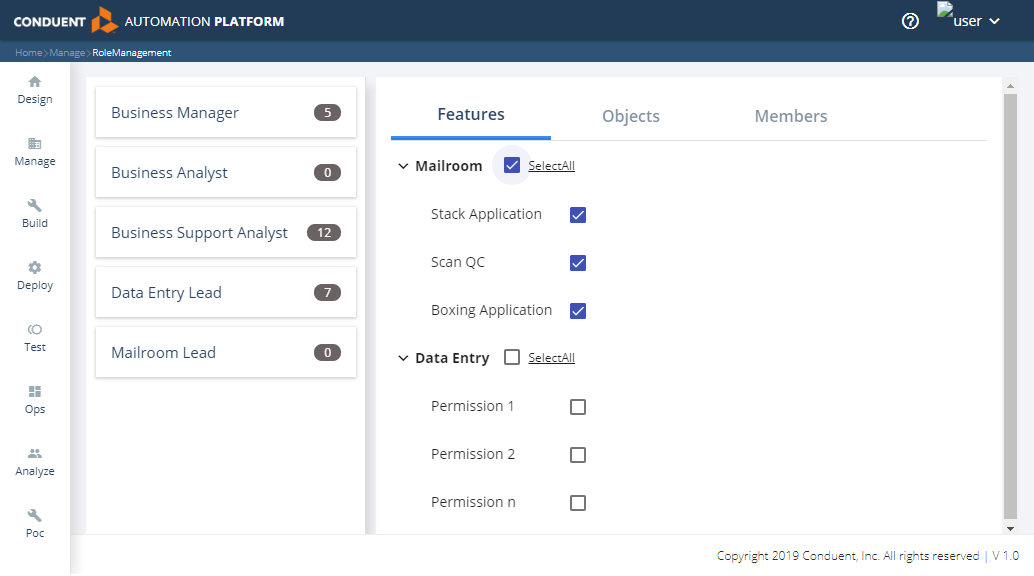 CONDUENT AUTOMATION PLATFORM
user
Home>Manage>RoleManagement
Design
Manage
Build
Deploy
Test
Ops
Analyze
Poc
Business Manager 5
Business Analyst 0
Business Support Analyst 12
Data Entry Lead 7
Mailroom Lead 0
Features Objects Members
Mailroom SelectAll
Stack Application
Scan QC
Boxing Application
Data Entry SelectAll
Permission 1
Permission 2
Permission n
Copyright 2019 Conduent, Inc. All rights reserved | V 1.0